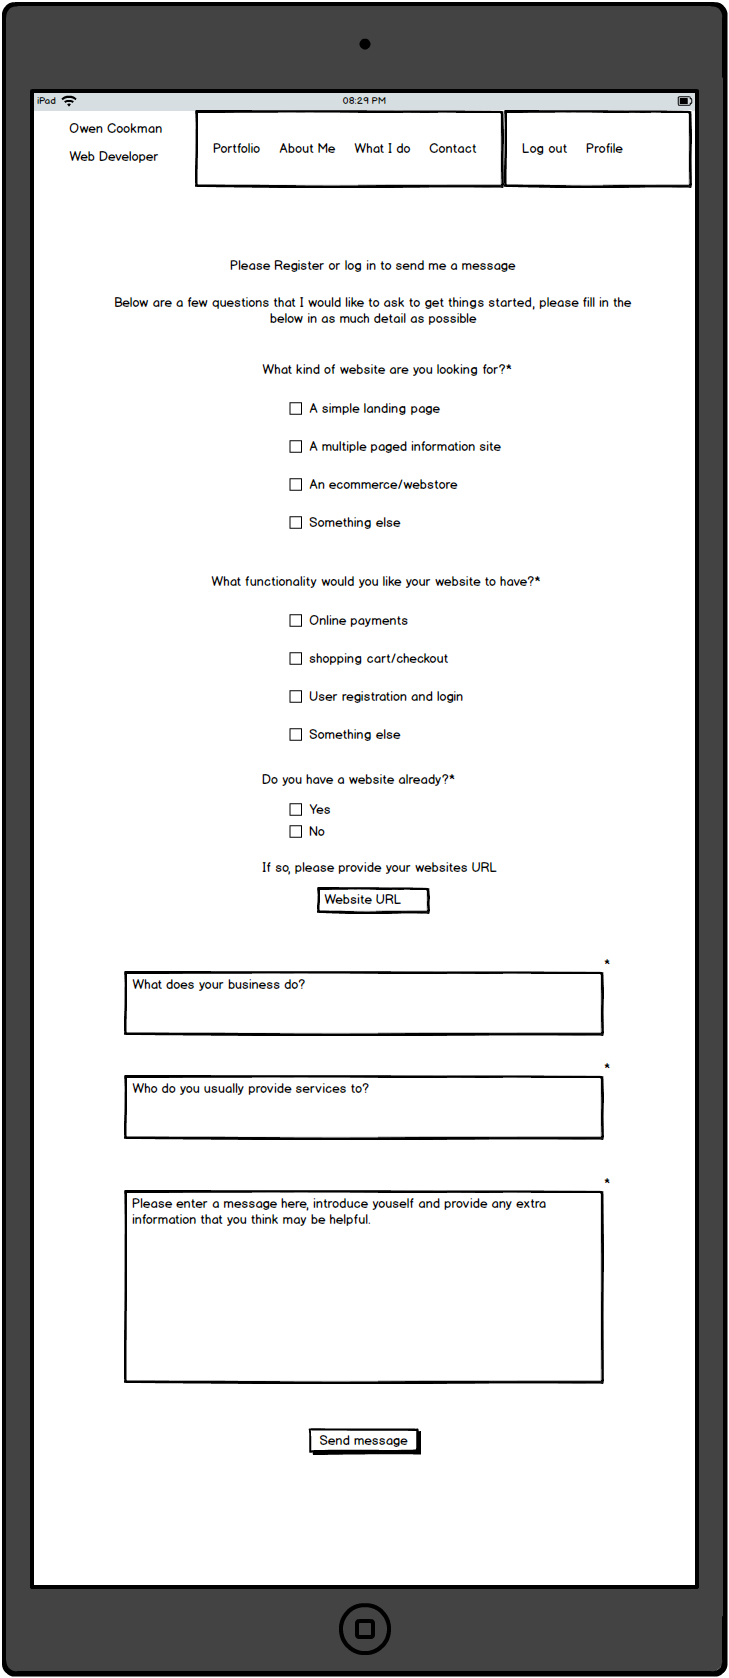 iPad
08:29 PM
Owen Cookman
Web Developer
Portfolio About Me What I do Contact
Log out Profile
Please Register or log in to send me a message
Below are a few questions that I would like to ask to get things started, please fill in the
below in as much detail as possible
What kind of website are you looking for?*
A simple landing page
A multiple paged information site
An ecommerce/webstore
Something else
What functionality would you like your website to have?*
Online payments
shopping cart/checkout
User registration and login
Something else
Do you have a website already?*
Yes
No
If so, please provide your websites URL
Website URL
*
What does your business do?
*
Who do you usually provide services to?
*
Please enter a message here, introduce youself and provide any extra
information that you think may be helpful.
Send message